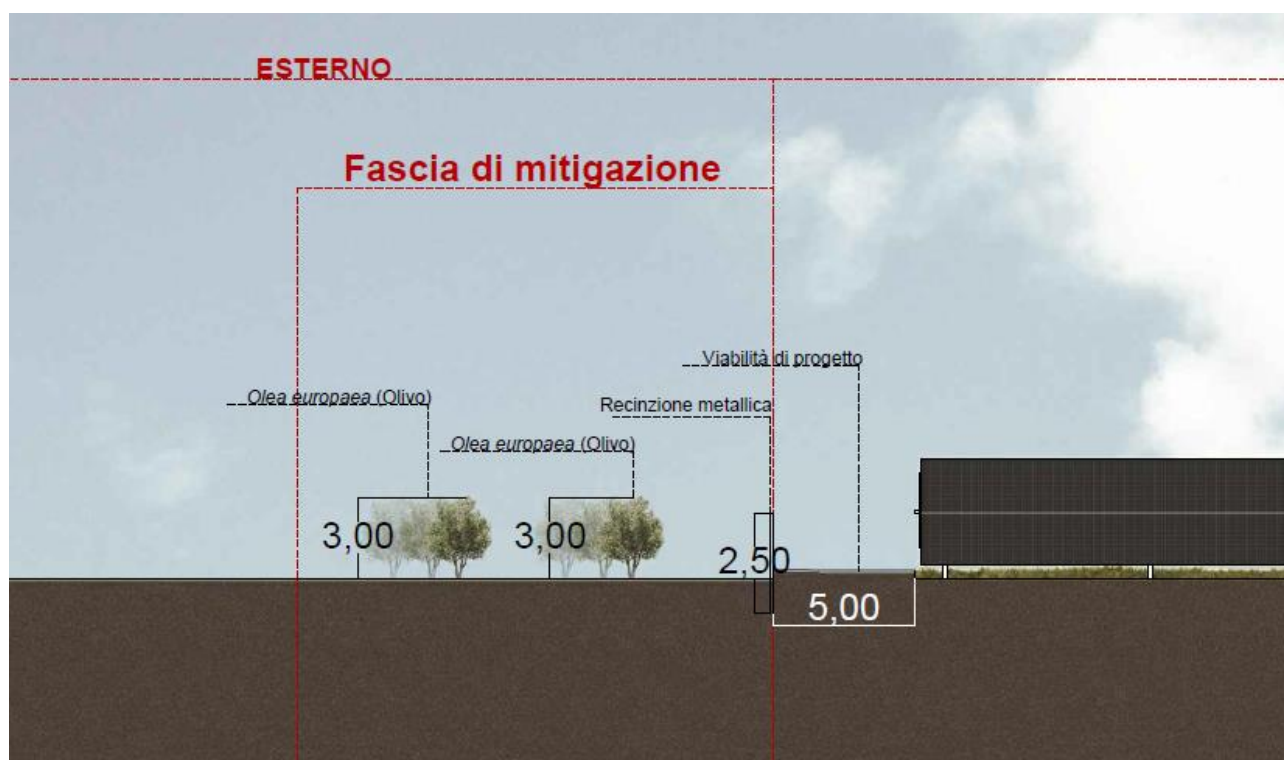 ESTERNO
Fascia di mitigazione
Viabilità di progetto
Olea europaea (Olivo)
Recinzione metallica
Olea europaea (Olivo)
3,00
3,00
2,50
5,00